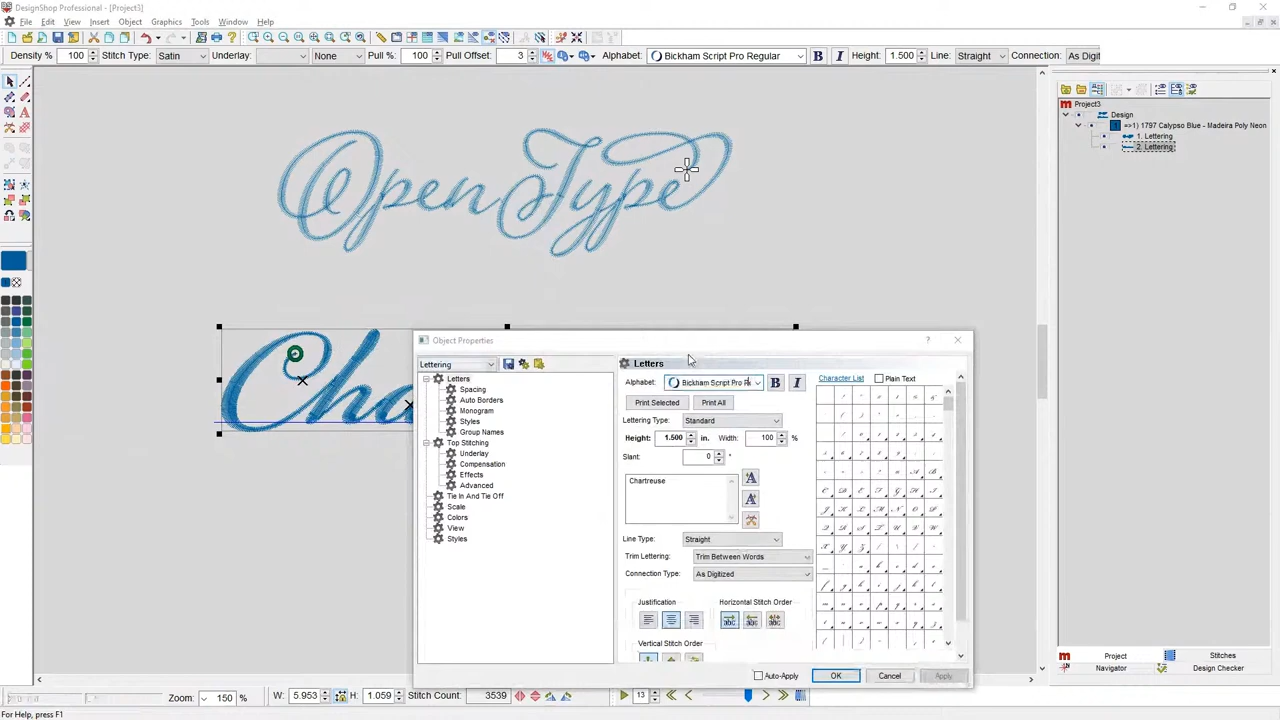 DesignShop Professional - [Project3]
File Edit View Insert Object Graphics Tools Window Help
Density % 100 Stitch Type: Satin Underlay: None Pull %: 100 Pull Offset: 3 Alphabet: Bickham Script Pro Regular B I Height: 1.500 Line: Straight Connection: As Digit
Project3
Design
=>1) 1797 Calypso Blue - Madeira Poly Neon
1. Lettering
2. Lettering
OpenType
Cha
Object Properties
Lettering
Letters
Spacing
Auto Borders
Monogram
Styles
Group Names
Top Stitching
Underlay
Compensation
Effects
Advanced
Tie In And Tie Off
Scale
Colors
View
Styles
Letters
Alphabet: Bickham Script Pro B I Character List Plain Text
Print Selected Print All
Lettering Type: Standard
Height: 1.500 in. Width: 100 %
Slant: 0 °
Chartreuse
Line Type: Straight
Trim Lettering: Trim Between Words
Connection Type: As Digitized
Justification Horizontal Stitch Order
abc abc abc
Vertical Stitch Order
Auto-Apply OK Cancel Apply
Project Stitches
Navigator Design Checker
Zoom: 150 W: 5.953 H: 1.059 Stitch Count: 3539 13
For Help, press F1